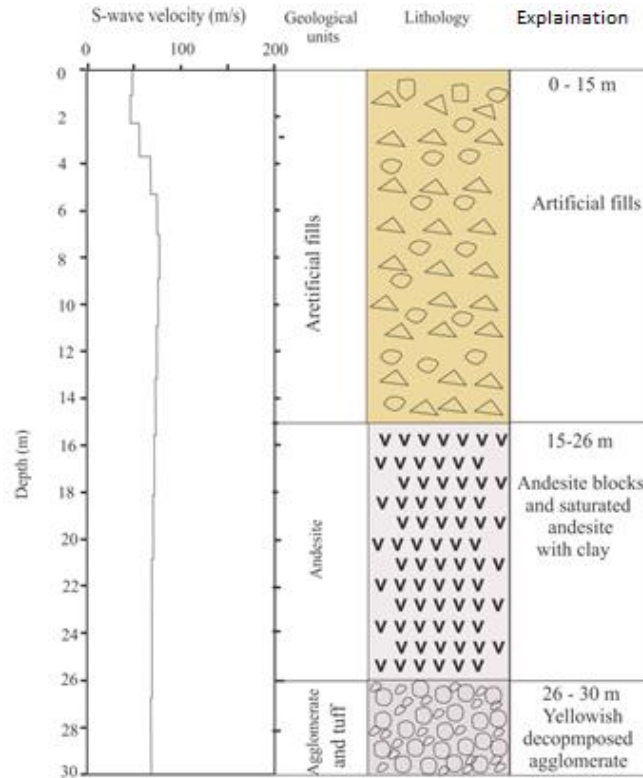 S-wave velocity (m/s)
Geological
units
Lithology
Explaination
0
100
200
0
2
4
6
8
10
12
14
16
18
20
22
24
26
28
30
Depth (m)
Aretificial fills
Andesite
Agglomerate
and tuff
0 - 15 m
Artificial fills
15-26 m
Andesite blocks
and saturated
andesite
with clay
26 - 30 m
Yellowish
decopmposed
agglomerate